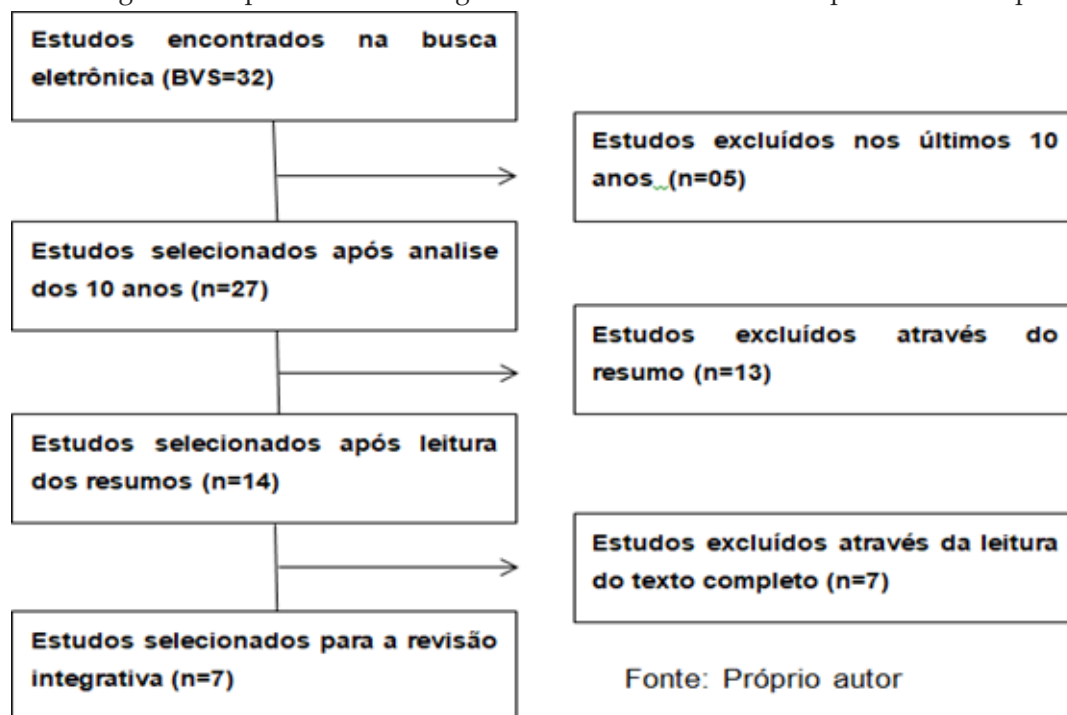 Estudos encontrados na busca
eletrônica (BVS=32)
Estudos excluídos nos últimos 10
anos (n=05)
Estudos selecionados após analise
dos 10 anos (n=27)
Estudos excluídos através do
resumo (n=13)
Estudos selecionados após leitura
dos resumos (n=14)
Estudos excluídos através da leitura
do texto completo (n=7)
Estudos selecionados para a revisão
integrativa (n=7)
Fonte: Próprio autor